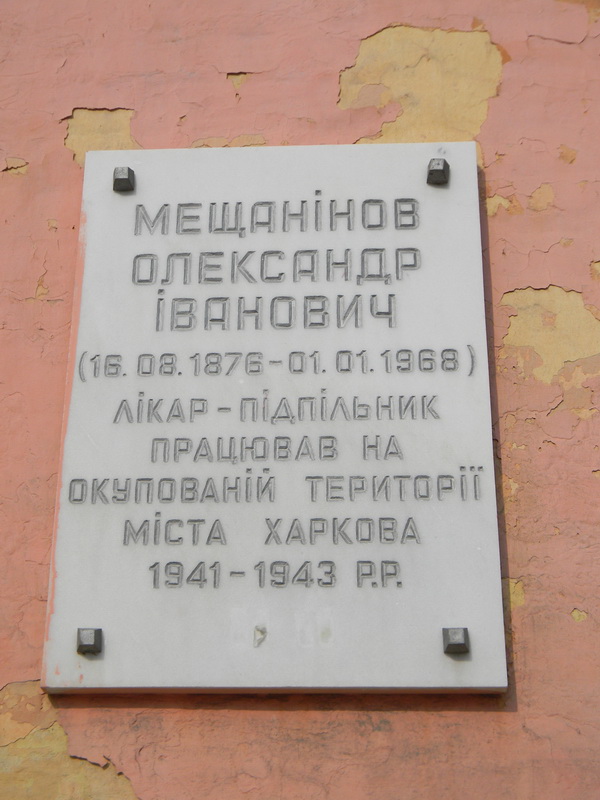 МЕЩАНІНОВ
ОЛЕКСАНДР
ІВАНОВИЧ
(16.08.1876-01.01.1968)
ЛІКАР-ПІДПІЛЬНИК
ПРАЦЮВАВ НА
ОКУПОВАНІЙ ТЕРИТОРІЇ
МІСТА ХАРКОВА
1941-1943 Р.Р.